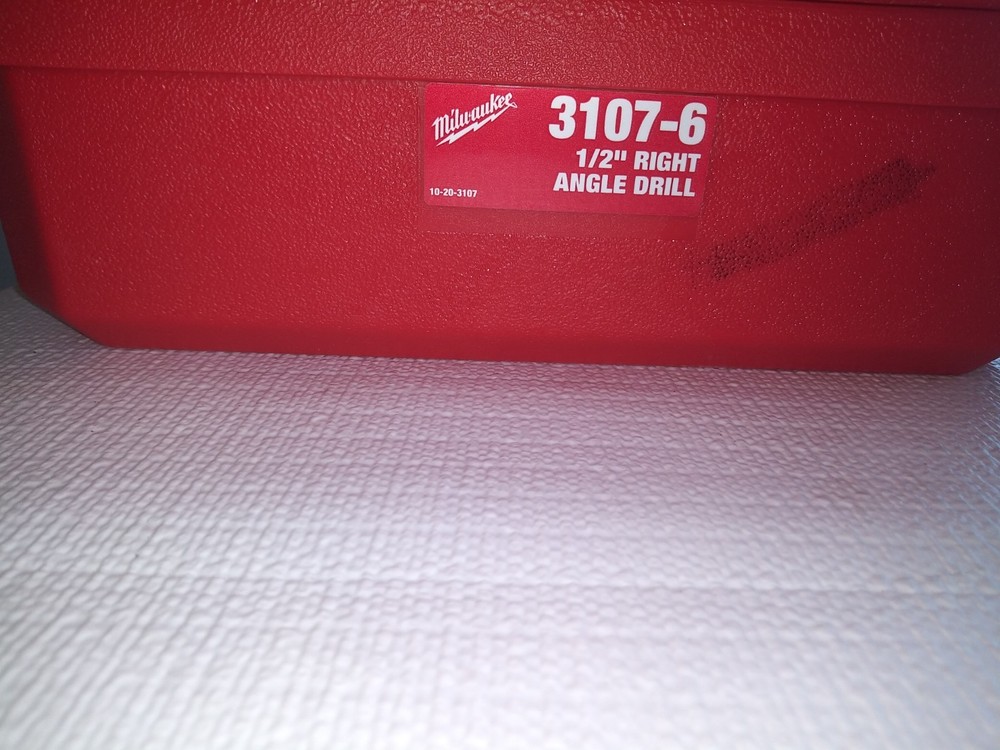 Milwaukee
3107-6
1/2" RIGHT
ANGLE DRILL
10-20-3107